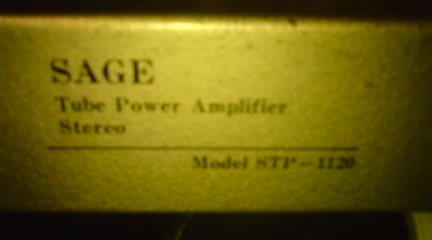 SAGE
Tube Power Amplifier
Stereo
Model STP-1120